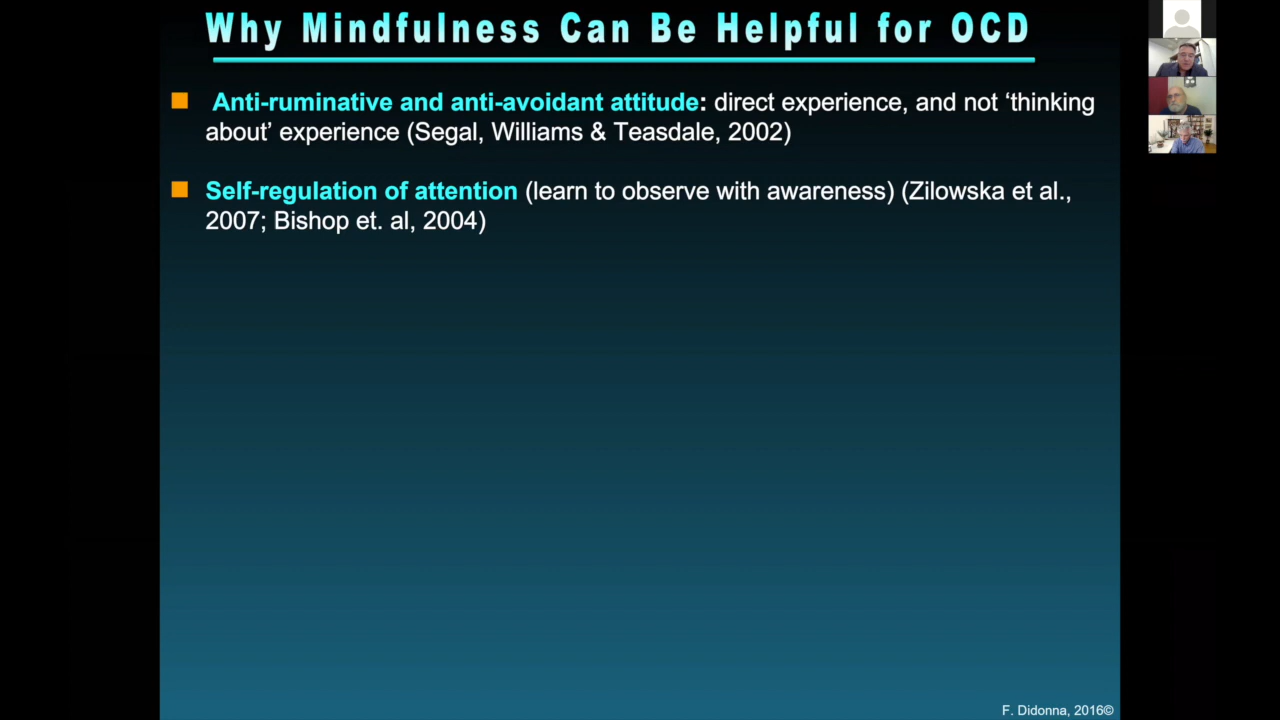 Why Mindfulness Can Be Helpful for OCD
Anti-ruminative and anti-avoidant attitude: direct experience, and not ‘thinking
about’ experience (Segal, Williams & Teasdale, 2002)
Self-regulation of attention (learn to observe with awareness) (Zilowska et al.,
2007; Bishop et. al, 2004)
F. Didonna, 2016©